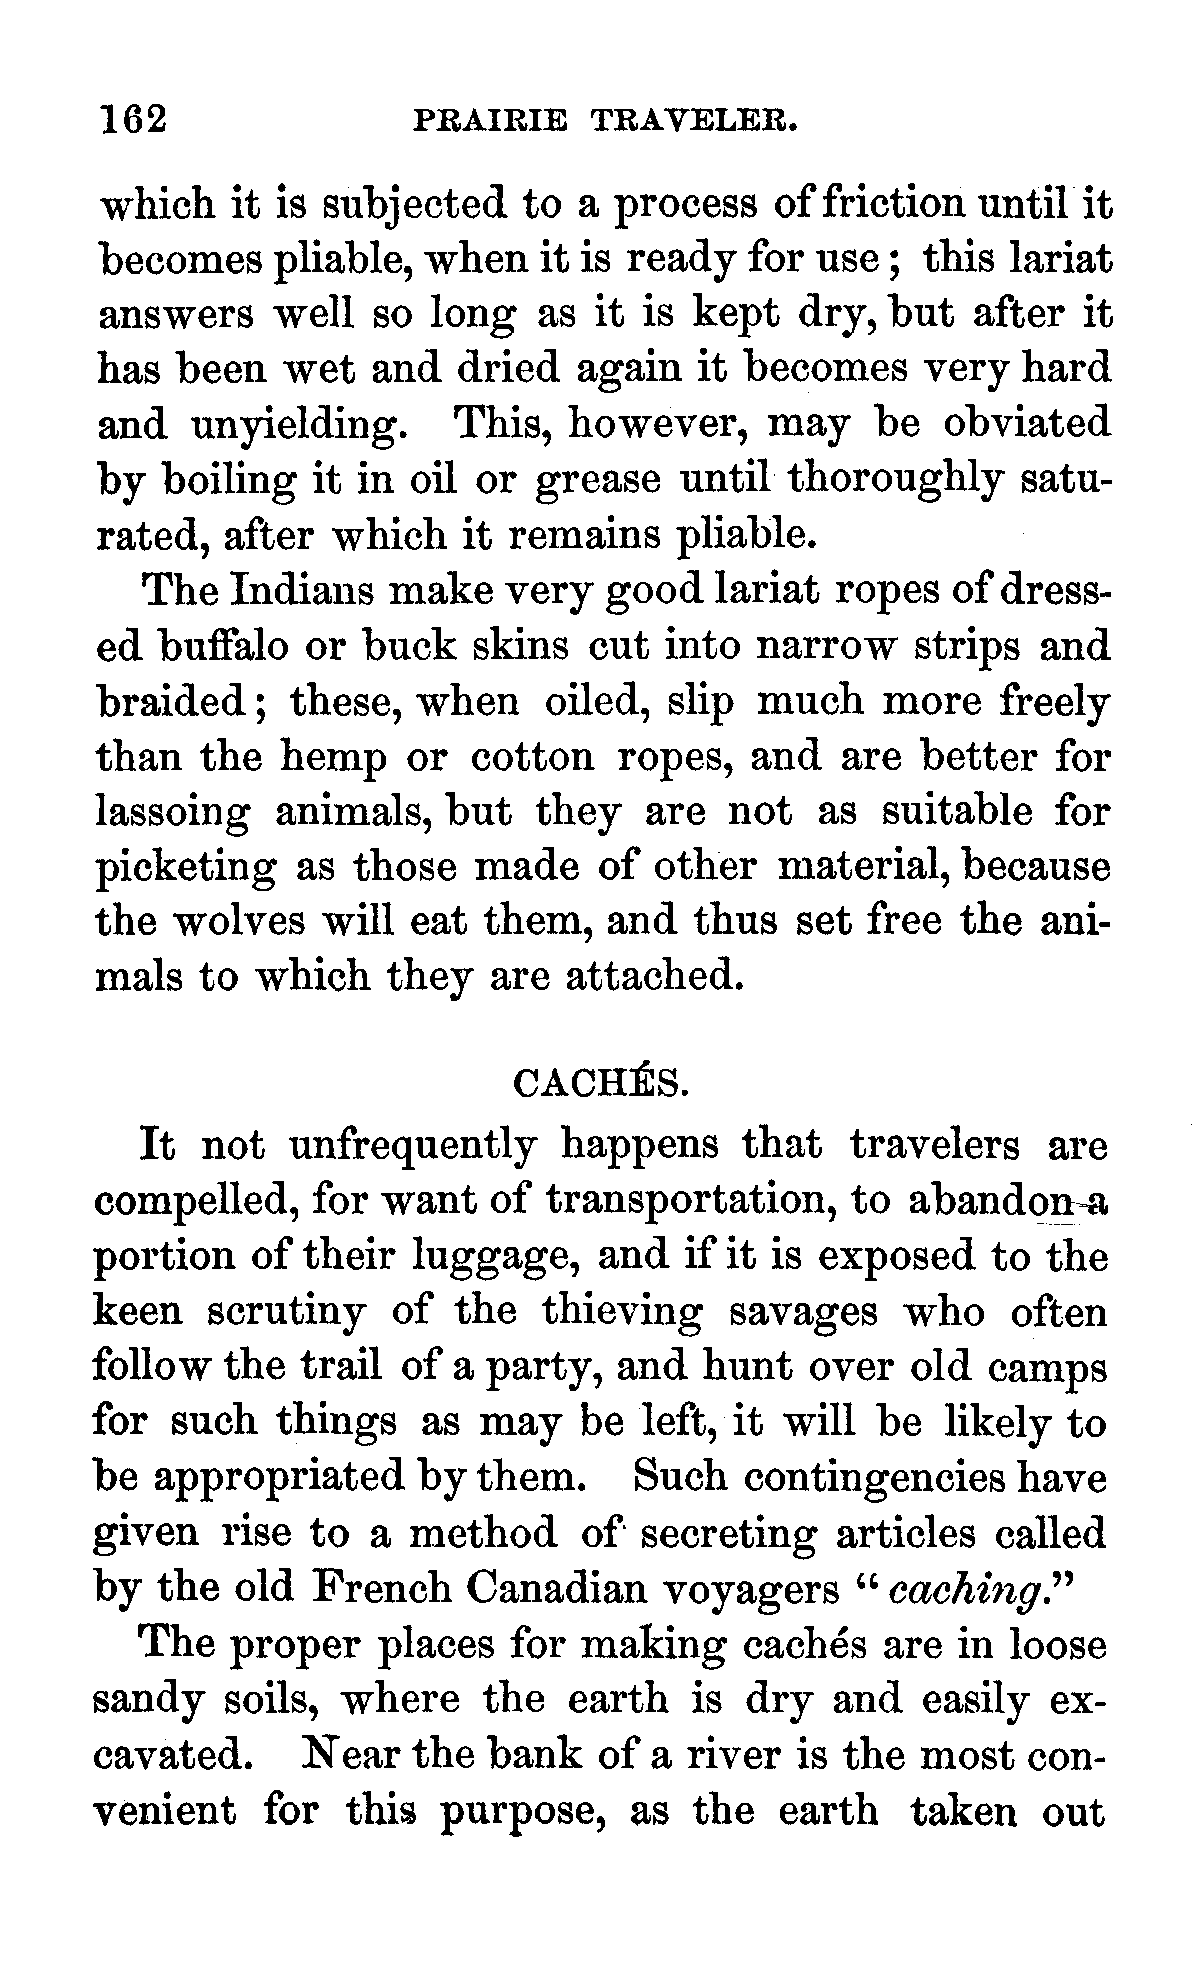 162 PRAIRIE TRAVELER.
which it is subjected to a process of friction until it
becomes pliable, when it is ready for use; this lariat
answers well so long as it is kept dry, but after it
has been wet and dried again it becomes very hard
and unyielding. This, however, may be obviated
by boiling it in oil or grease until thoroughly satu-
rated, after which it remains pliable.
The Indians make very good lariat ropes of dress-
ed buffalo or buck skins cut into narrow strips and
braided; these, when oiled, slip much more freely
than the hemp or cotton ropes, and are better for
lassoing animals, but they are not as suitable for
picketing as those made of other material, because
the wolves will eat them, and thus set free the ani-
mals to which they are attached.
CACHÉS.
It not unfrequently happens that travelers are
compelled, for want of transportation, to abandon a
portion of their luggage, and if it is exposed to the
keen scrutiny of the thieving savages who often
follow the trail of a party, and hunt over old camps
for such things as may be left, it will be likely to
be appropriated by them. Such contingencies have
given rise to a method of secreting articles called
by the old French Canadian voyagers "caching."
The proper places for making cachés are in loose
sandy soils, where the earth is dry and easily ex-
cavated. Near the bank of a river is the most con-
venient for this purpose, as the earth taken out